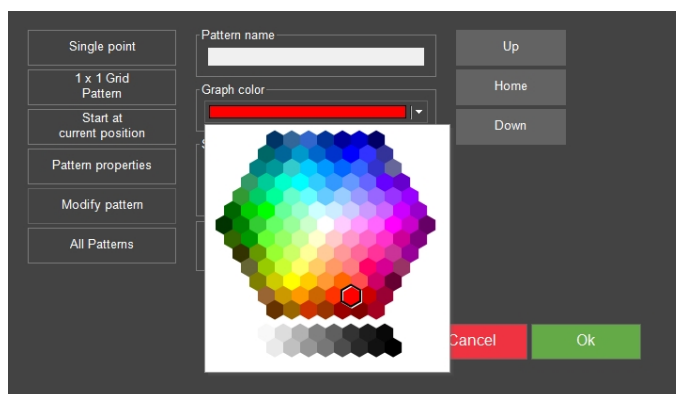 Single point
1 x 1 Grid
Pattern
Start at
current position
Pattern properties
Modify pattern
All Patterns
Pattern name
Graph color
Up
Home
Down
Cancel
Ok